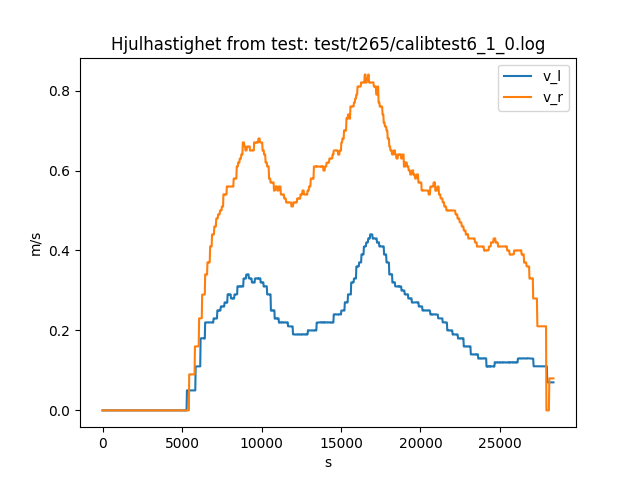 Hjulhastighet from test: test/t265/calibtest6_1_0.log
v_l
v_r
m/s
0.8
0.6
0.4
0.2
0.0
0 5000 10000 15000 20000 25000
s